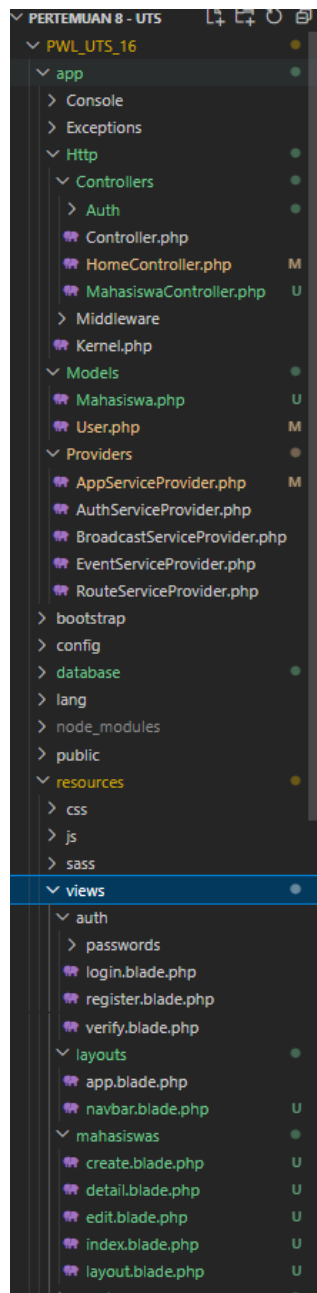 PERTEMUAN 8 - UTS
PWL_UTS_16
app
Console
Exceptions
Http
Controllers
Auth
Controller.php
HomeController.php M
MahasiswaController.php U
Middleware
Kernel.php
Models
Mahasiswa.php U
User.php M
Providers
AppServiceProvider.php M
AuthServiceProvider.php
BroadcastServiceProvider.php
EventServiceProvider.php
RouteServiceProvider.php
bootstrap
config
database
lang
node_modules
public
resources
css
js
sass
views
auth
passwords
login.blade.php
register.blade.php
verify.blade.php
layouts
app.blade.php
navbar.blade.php U
mahasiswas
create.blade.php U
detail.blade.php U
edit.blade.php U
index.blade.php U
layout.blade.php U